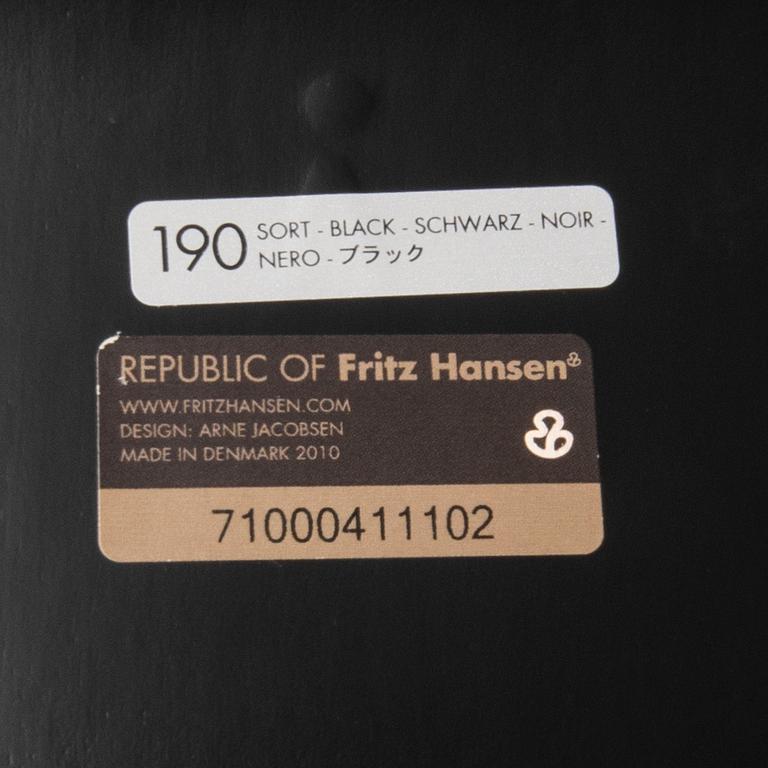 190 SORT - BLACK - SCHWARZ - NOIR -
NERO - ブラック
REPUBLIC OF Fritz Hansen®
WWW.FRITZHANSEN.COM
DESIGN: ARNE JACOBSEN
MADE IN DENMARK 2010
71000411102